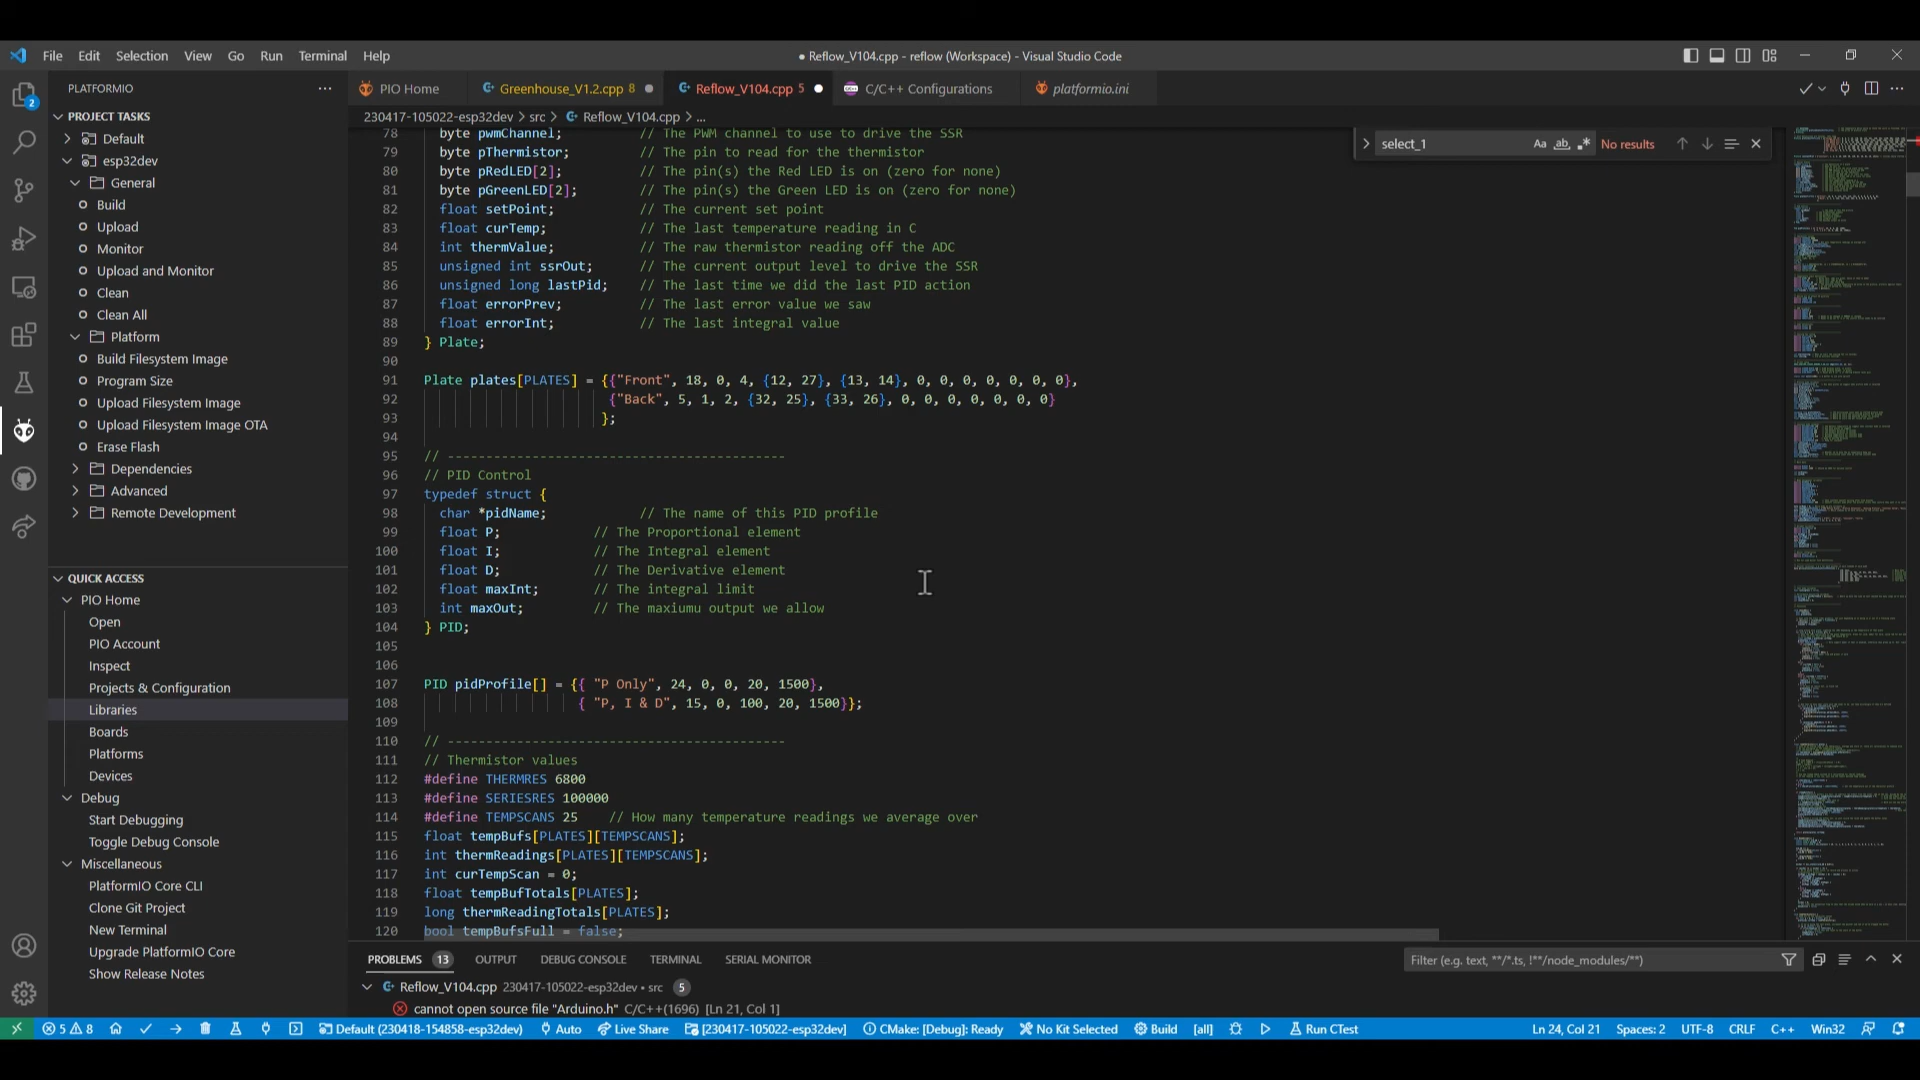 File Edit Selection View Go Run Terminal Help
● Reflow_V104.cpp - reflow (Workspace) - Visual Studio Code
PLATFORMIO
PIO Home
Greenhouse_V1.2.cpp 8
Reflow_V104.cpp 5
C/C++ Configurations
platformio.ini
230417-105022-esp32dev > src > Reflow_V104.cpp > ...
select_1
Aa ab
No results
2
PROJECT TASKS
Default
esp32dev
General
Build
Upload
Monitor
Upload and Monitor
Clean
Clean All
Platform
Build Filesystem Image
Program Size
Upload Filesystem Image
Upload Filesystem Image OTA
Erase Flash
Dependencies
Advanced
Remote Development
QUICK ACCESS
PIO Home
Open
PIO Account
Inspect
Projects & Configuration
Libraries
Boards
Platforms
Devices
Debug
Start Debugging
Toggle Debug Console
Miscellaneous
PlatformIO Core CLI
Clone Git Project
New Terminal
Upgrade PlatformIO Core
Show Release Notes
78 byte pwmChannel; // The PWM channel to use to drive the SSR
79 byte pThermistor; // The pin to read for the thermistor
80 byte pRedLED[2]; // The pin(s) the Red LED is on (zero for none)
81 byte pGreenLED[2]; // The pin(s) the Green LED is on (zero for none)
82 float setPoint; // The current set point
83 float curTemp; // The last temperature reading in C
84 int thermValue; // The raw thermistor reading off the ADC
85 unsigned int ssrOut; // The current output level to drive the SSR
86 unsigned long lastPid; // The last time we did the last PID action
87 float errorPrev; // The last error value we saw
88 float errorInt; // The last integral value
89 } Plate;
90
91 Plate plates[PLATES] = {{"Front", 18, 0, 4, {12, 27}, {13, 14}, 0, 0, 0, 0, 0, 0, 0},
92 {"Back", 5, 1, 2, {32, 25}, {33, 26}, 0, 0, 0, 0, 0, 0, 0}
93 };
94
95 // --------------------------------------------
96 // PID Control
97 typedef struct {
98 char *pidName; // The name of this PID profile
99 float P; // The Proportional element
100 float I; // The Integral element
101 float D; // The Derivative element
102 float maxInt; // The integral limit
103 int maxOut; // The maxiumu output we allow
104 } PID;
105
106
107 PID pidProfile[] = {{ "P Only", 24, 0, 0, 20, 1500},
108 { "P, I & D", 15, 0, 100, 20, 1500}};
109
110 // --------------------------------------------
111 // Thermistor values
112 #define THERMRES 6800
113 #define SERIESRES 100000
114 #define TEMPSCANS 25 // How many temperature readings we average over
115 float tempBufs[PLATES][TEMPSCANS];
116 int thermReadings[PLATES][TEMPSCANS];
117 int curTempScan = 0;
118 float tempBufTotals[PLATES];
119 long thermReadingTotals[PLATES];
120 bool tempBufsFull = false;
PROBLEMS 13 OUTPUT DEBUG CONSOLE TERMINAL SERIAL MONITOR
Filter (e.g. text, **/*.ts, !**/node_modules/**)
Reflow_V104.cpp 230417-105022-esp32dev • src 5
cannot open source file "Arduino.h" C/C++(1696) [Ln 21, Col 1]
5 8 Default (230418-154858-esp32dev) Auto Live Share [230417-105022-esp32dev] CMake: [Debug]: Ready No Kit Selected Build [all] Run CTest Ln 24, Col 21 Spaces: 2 UTF-8 CRLF C++ Win32